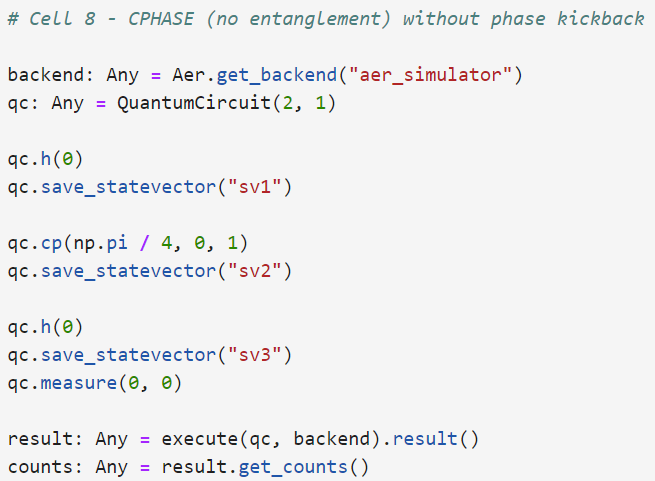 # Cell 8 - CPHASE (no entanglement) without phase kickback
backend: Any = Aer.get_backend("aer_simulator")
qc: Any = QuantumCircuit(2, 1)
qc.h(0)
qc.save_statevector("sv1")
qc.cp(np.pi / 4, 0, 1)
qc.save_statevector("sv2")
qc.h(0)
qc.save_statevector("sv3")
qc.measure(0, 0)
result: Any = execute(qc, backend).result()
counts: Any = result.get_counts()